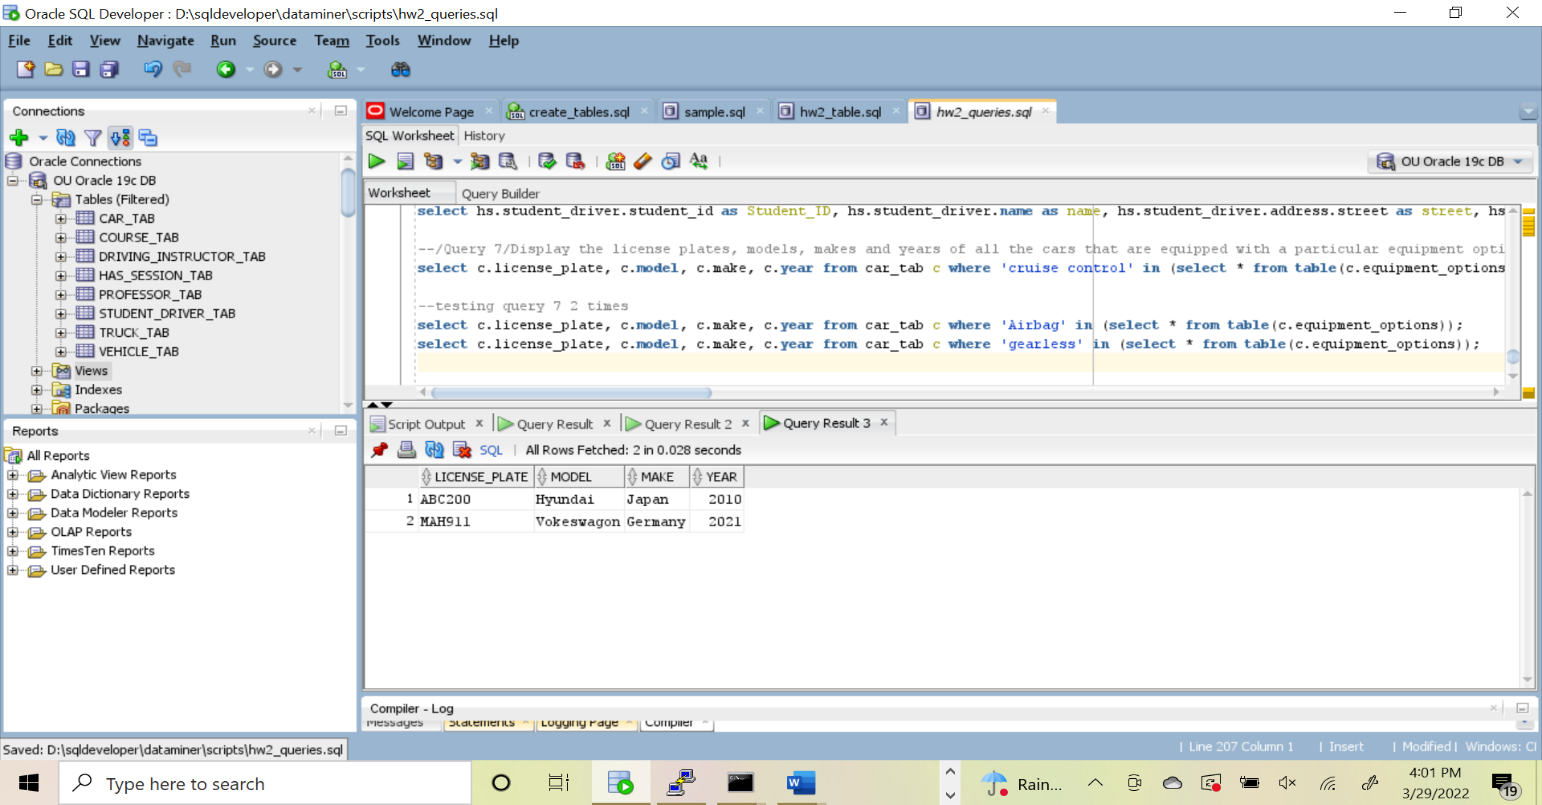 Oracle SQL Developer : D:\sqldeveloper\dataminer\scripts\hw2_queries.sql
File Edit View Navigate Run Source Team Tools Window Help
Connections
Oracle Connections
OU Oracle 19c DB
Tables (Filtered)
CAR_TAB
COURSE_TAB
DRIVING_INSTRUCTOR_TAB
HAS_SESSION_TAB
PROFESSOR_TAB
STUDENT_DRIVER_TAB
TRUCK_TAB
VEHICLE_TAB
Views
Indexes
Packages
Reports
All Reports
Analytic View Reports
Data Dictionary Reports
Data Modeler Reports
OLAP Reports
TimesTen Reports
User Defined Reports
Welcome Page create_tables.sql sample.sql hw2_table.sql hw2_queries.sql
SQL Worksheet History
OU Oracle 19c DB
Worksheet Query Builder
select hs.student_driver.student_id as Student_ID, hs.student_driver.name as name, hs.student_driver.address.street as street, hs
--/Query 7/Display the license plates, models, makes and years of all the cars that are equipped with a particular equipment opti
select c.license_plate, c.model, c.make, c.year from car_tab c where 'cruise control' in (select * from table(c.equipment_options
--testing query 7 2 times
select c.license_plate, c.model, c.make, c.year from car_tab c where 'Airbag' in (select * from table(c.equipment_options));
select c.license_plate, c.model, c.make, c.year from car_tab c where 'gearless' in (select * from table(c.equipment_options));
Script Output Query Result Query Result 2 Query Result 3
SQL All Rows Fetched: 2 in 0.028 seconds
LICENSE_PLATE MODEL MAKE YEAR
1 ABC200 Hyundai Japan 2010
2 MAH911 Vokeswagon Germany 2021
Compiler - Log
Messages Statements Logging Page Compiler
Saved: D:\sqldeveloper\dataminer\scripts\hw2_queries.sql
Line 207 Column 1 Insert Modified Windows: Cl
Type here to search
Rain...
4:01 PM
3/29/2022
19